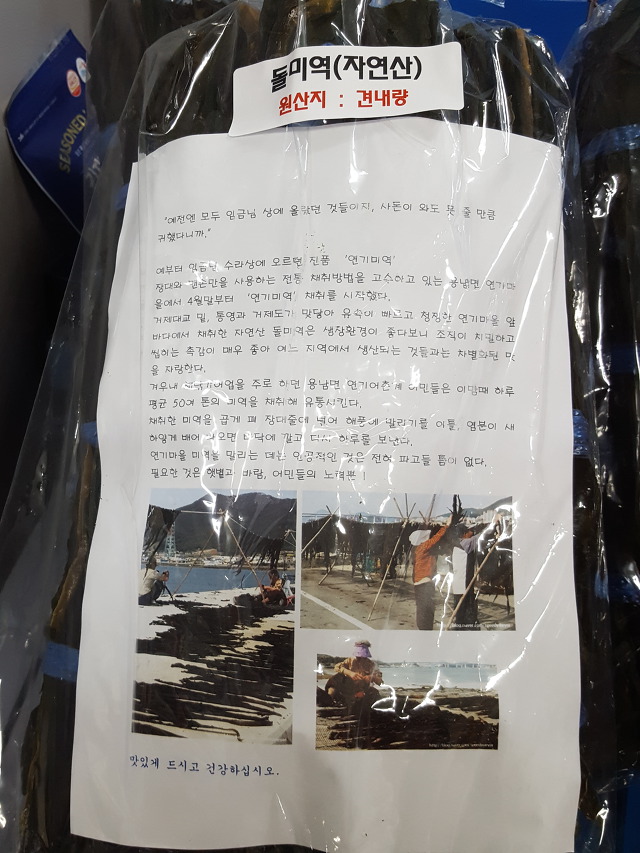 돌미역(자연산)
원산지 : 견내량
SEASONED
"예전엔 모두 임금님 상에 올랐던 것들이지, 사돈이 와도 못 줄 만큼
귀했다니까."
예부터 임금님 수라상에 오르던 진품 '연기미역'
장대와 맨손만을 사용하는 전통 채취방법을 고수하고 있는 용남면 연기마
을에서 4월말부터 '연기미역' 채취를 시작했다.
거제대교 밑, 통영과 거제도가 맞닿아 유속이 빠르고 청정한 연기마을 앞
바다에서 채취한 자연산 돌미역은 생장환경이 좋다보니 조직이 치밀하고
씹히는 촉감이 매우 좋아 여느 지역에서 생산되는 것들과는 차별화된 맛
을 자랑한다.
겨우내 주로 하던 용남면 연기어촌계 어민들은 이맘때 하루
평균 50여 톤의 미역을 채취해 유통시킨다.
채취한 미역을 곱게 펴 장대줄에 널어 해풍에 말리기를 이틀, 염분이 새
하얗게 배어 나오면 바닥에 깔고 다시 하루를 보낸다.
연기마을 미역을 말리는 데는 인공적인 것은 전혀 파고들 틈이 없다.
필요한 것은 햇볕과 바람, 어민들의 노력뿐!
맛있게 드시고 건강하십시오.